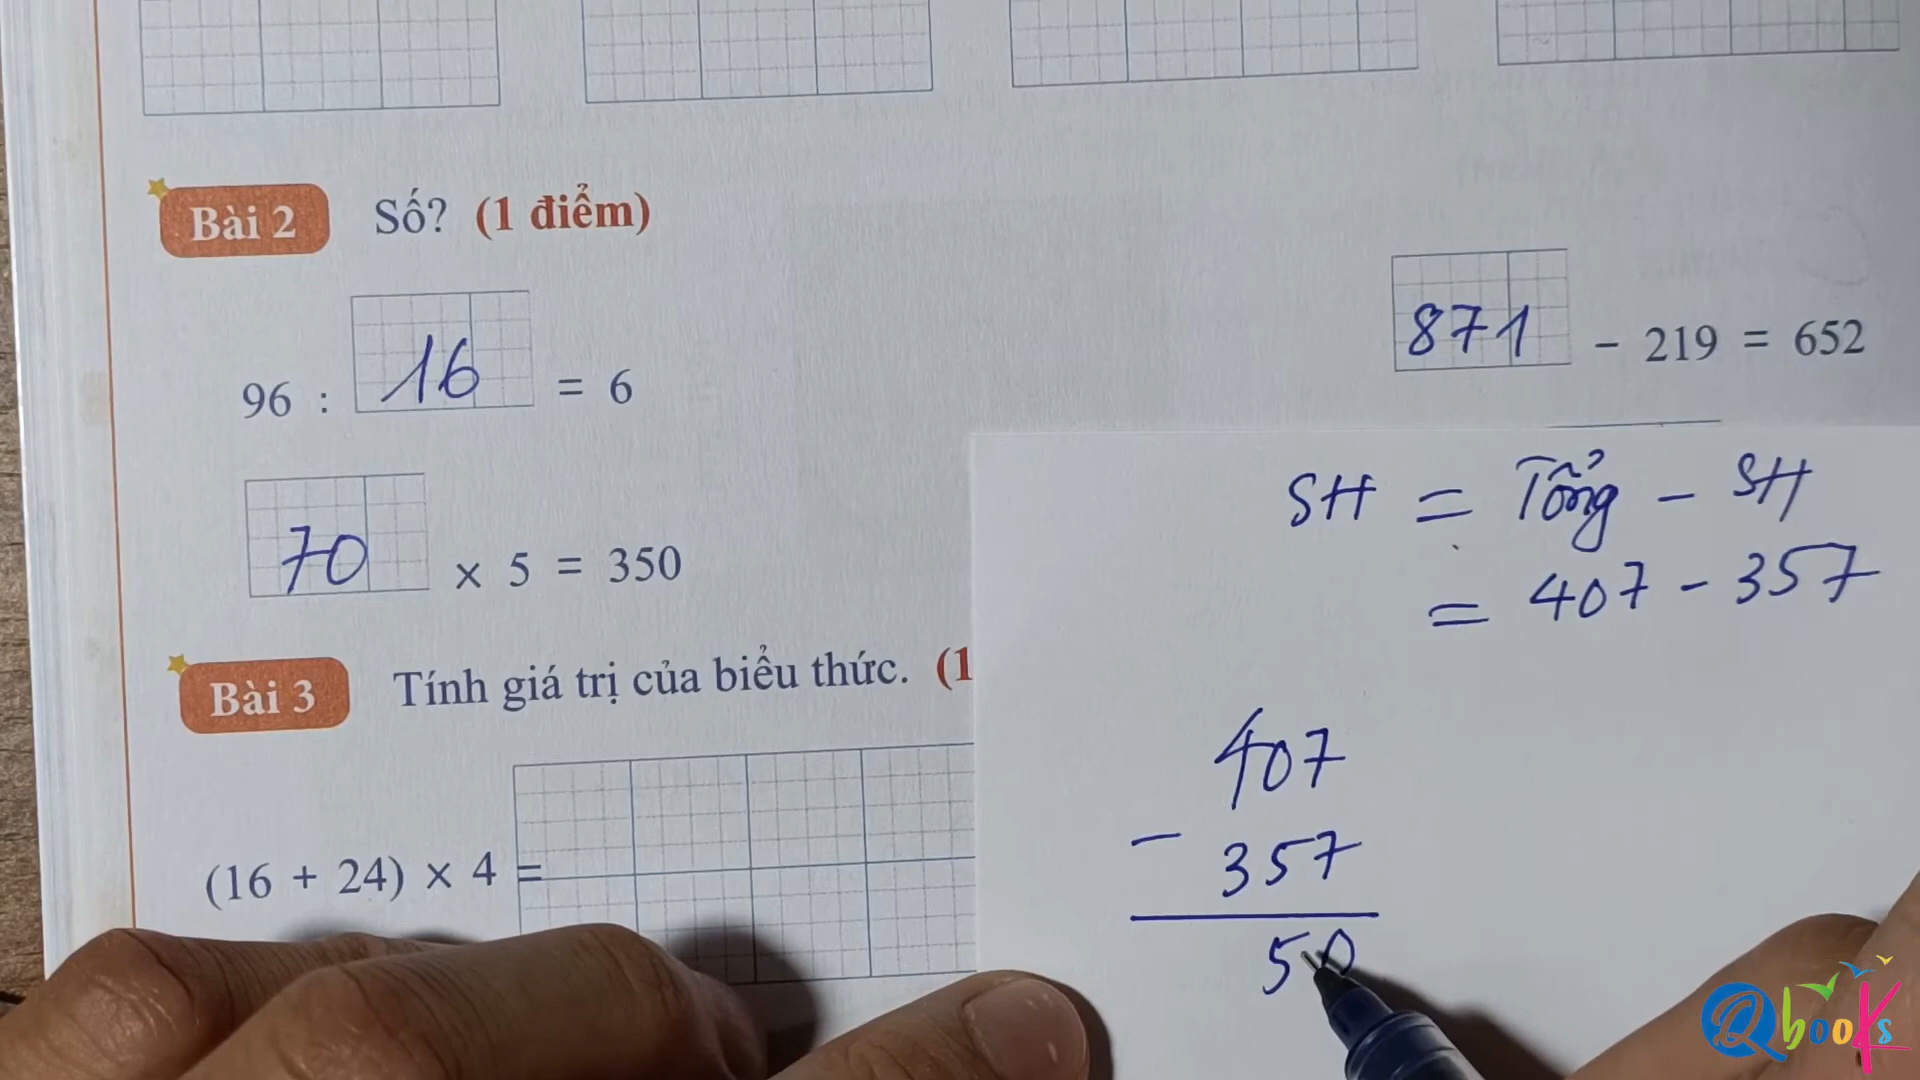 Bài 2 Số? (1 điểm)
96 : 16 = 6
871 - 219 = 652
70 × 5 = 350
SH = Tổng - SH
= 407 - 357
Bài 3 Tính giá trị của biểu thức. (1
407
- 357
50
(16 + 24) × 4 =
Qbooks